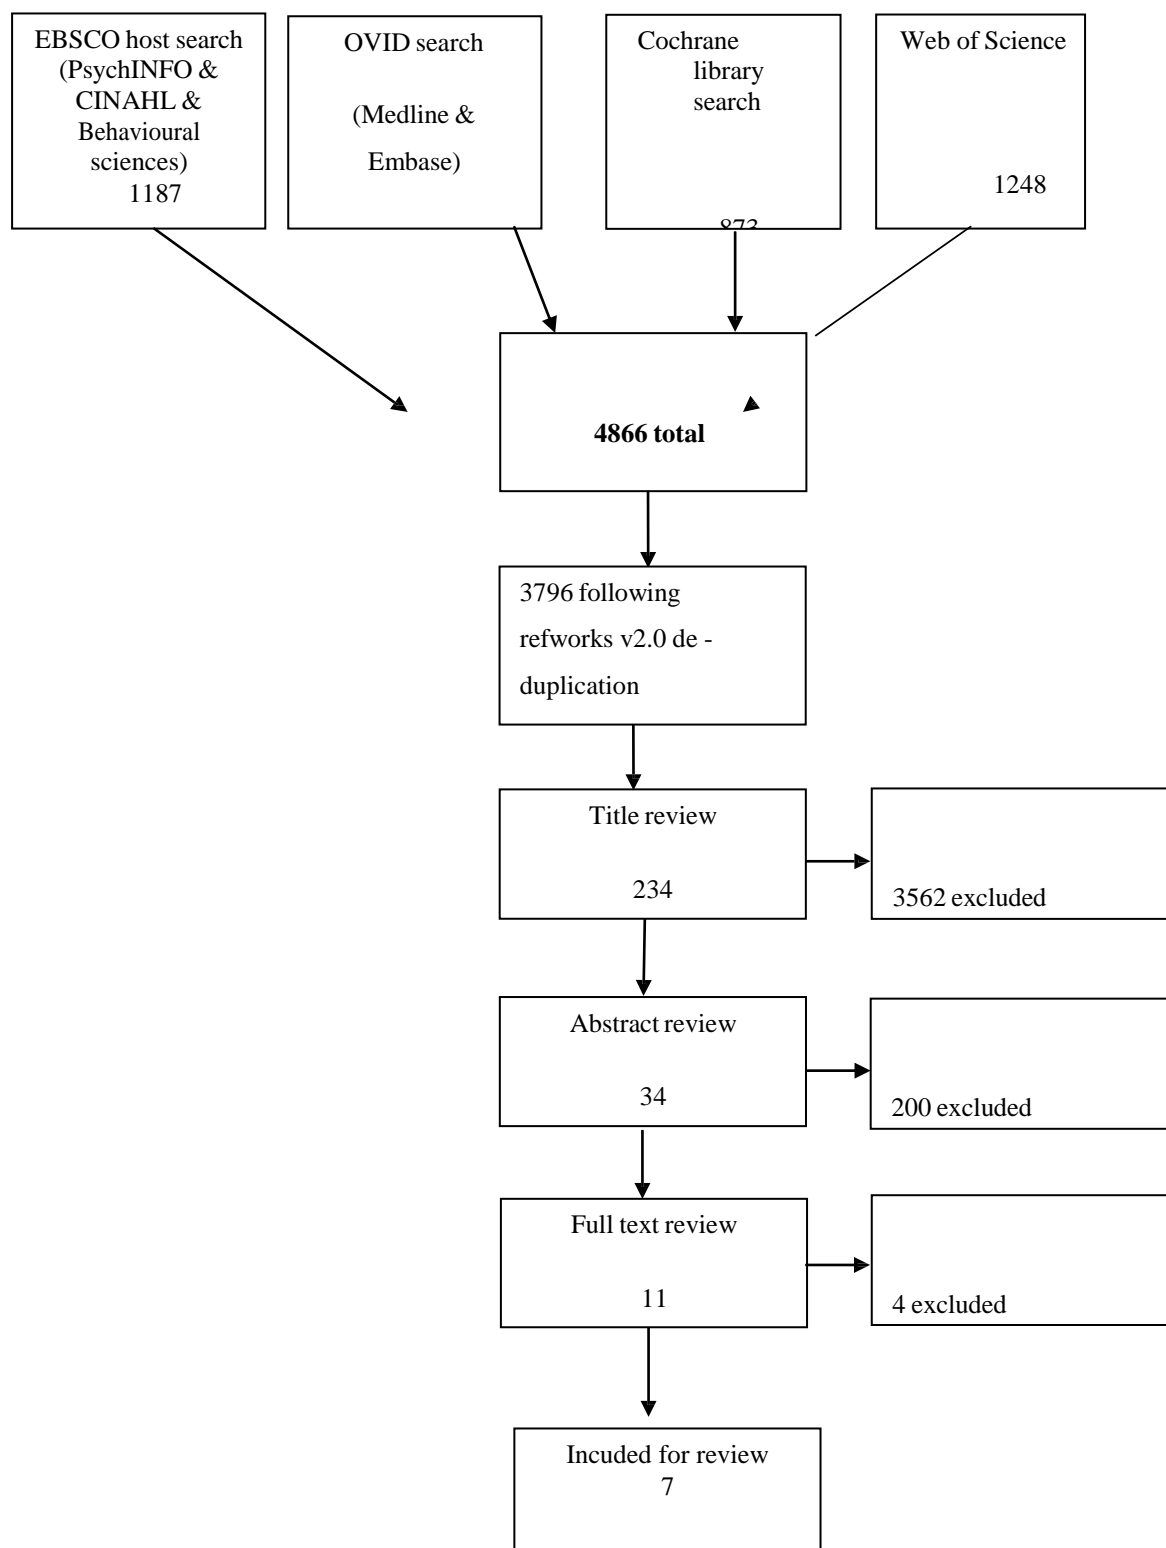 EBSCO host search
(PsychINFO &
CINAHL &
Behavioural
sciences)
1187
OVID search
(Medline &
Embase)
Cochrane
library
search
873
Web of Science
1248
4866 total
3796 following
refworks v2.0 de -
duplication
Title review
234
3562 excluded
Abstract review
34
200 excluded
Full text review
11
4 excluded
Incuded for review
7